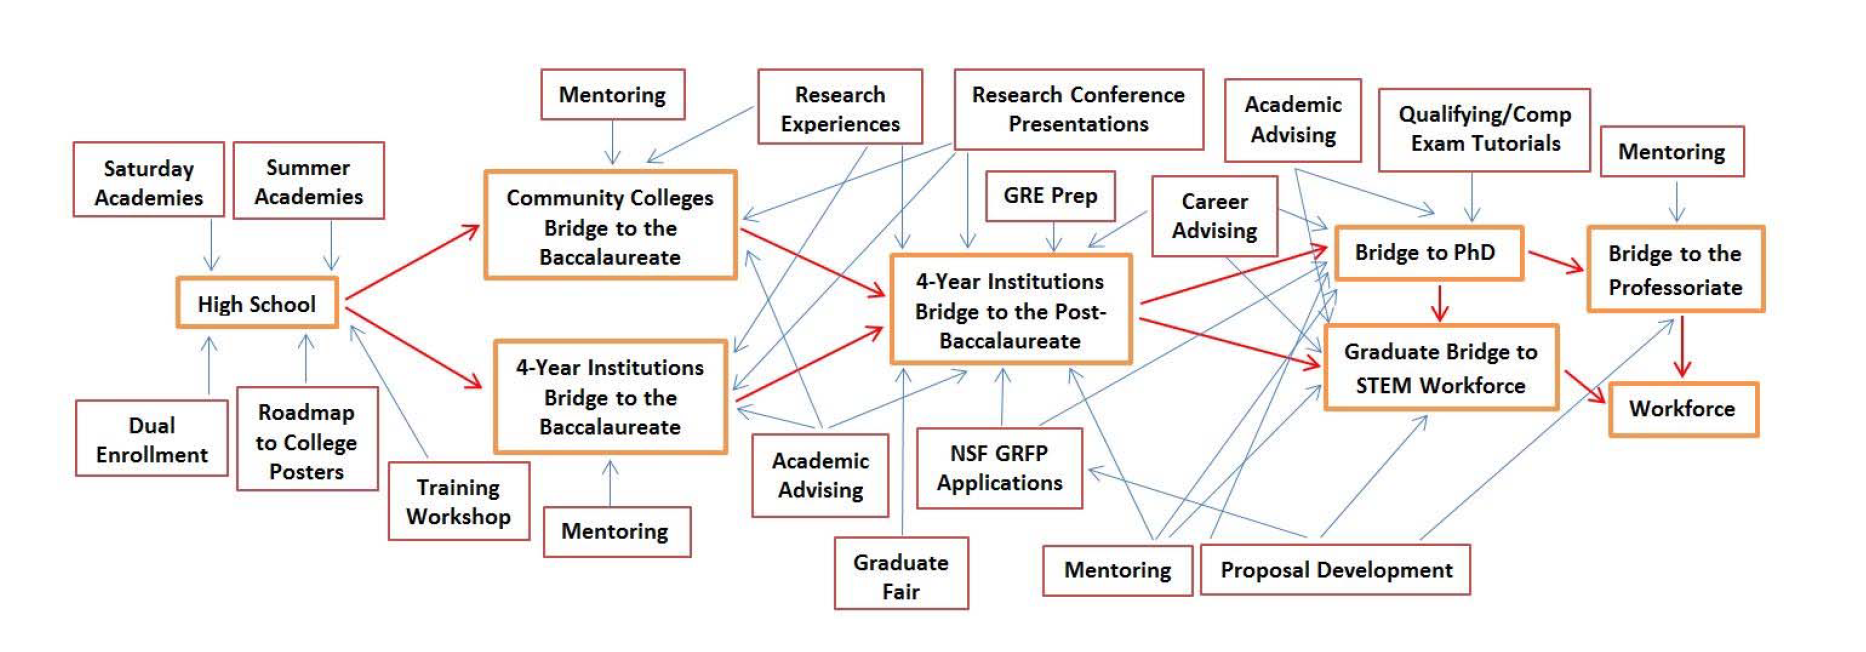 Mentoring
Research
Experiences
Research Conference
Presentations
Academic
Advising
Qualifying/Comp
Exam Tutorials
Mentoring
Saturday
Academies
Summer
Academies
Community Colleges
Bridge to the
Baccalaureate
GRE Prep
Career
Advising
High School
4-Year Institutions
Bridge to the Post-
Baccalaureate
Bridge to PhD
Bridge to the
Professoriate
4-Year Institutions
Bridge to the
Baccalaureate
Graduate Bridge to
STEM Workforce
Workforce
Dual
Enrollment
Roadmap
to College
Posters
Training
Workshop
Mentoring
Academic
Advising
NSF GRFP
Applications
Graduate
Fair
Mentoring
Proposal Development